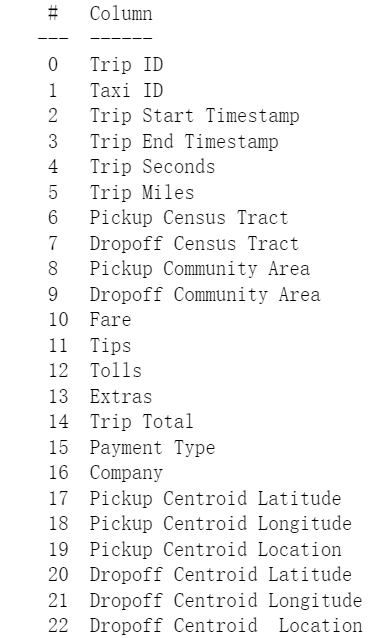 # Column
--- ------
0 Trip ID
1 Taxi ID
2 Trip Start Timestamp
3 Trip End Timestamp
4 Trip Seconds
5 Trip Miles
6 Pickup Census Tract
7 Dropoff Census Tract
8 Pickup Community Area
9 Dropoff Community Area
10 Fare
11 Tips
12 Tolls
13 Extras
14 Trip Total
15 Payment Type
16 Company
17 Pickup Centroid Latitude
18 Pickup Centroid Longitude
19 Pickup Centroid Location
20 Dropoff Centroid Latitude
21 Dropoff Centroid Longitude
22 Dropoff Centroid  Location